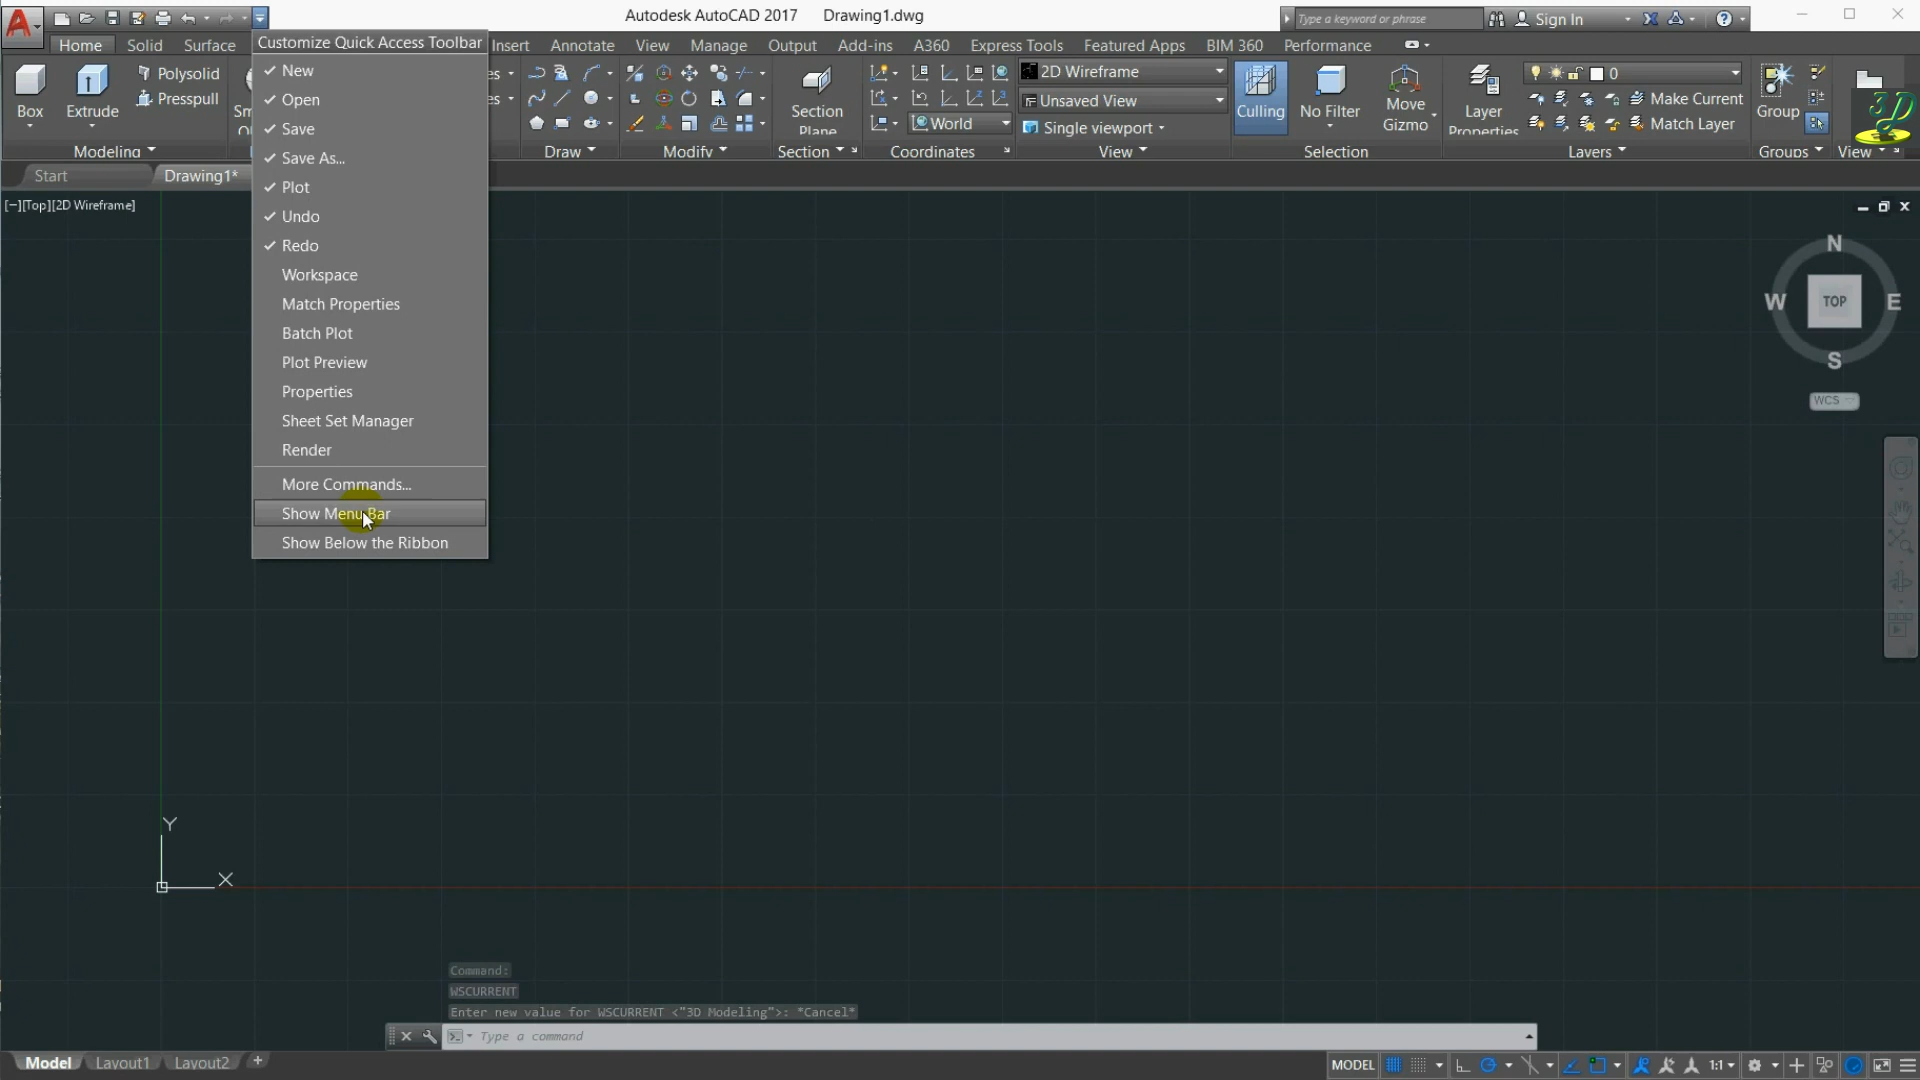 Autodesk AutoCAD 2017 Drawing1.dwg
Type a keyword or phrase
Sign In
Home Solid Surface
Insert Annotate View Manage Output Add-ins A360 Express Tools Featured Apps BIM 360 Performance
Customize Quick Access Toolbar
New
Open
Save
Save As...
Plot
Undo
Redo
Workspace
Match Properties
Batch Plot
Plot Preview
Properties
Sheet Set Manager
Render
More Commands...
Show Menu Bar
Show Below the Ribbon
Box
Extrude
Polysolid
Presspull
Modeling
Draw
Modify
Section
Plane
Section
World
Coordinates
2D Wireframe
Unsaved View
Single viewport
View
Culling
No Filter
Move
Gizmo
Selection
Layer
Properties
0
Make Current
Match Layer
Layers
Group
Groups
View
3D
Start
Drawing1*
[−][Top][2D Wireframe]
N
W
TOP
E
S
WCS
Y
X
Command:
WSCURRENT
Enter new value for WSCURRENT <"3D Modeling">: *Cancel*
Type a command
Model Layout1 Layout2 +
MODEL
1:1